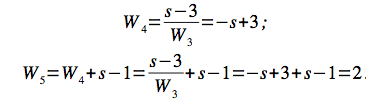 W₄=(s−3)/W₃=−s+3;
W₅=W₄+s−1=(s−3)/W₃+s−1=−s+3+s−1=2.